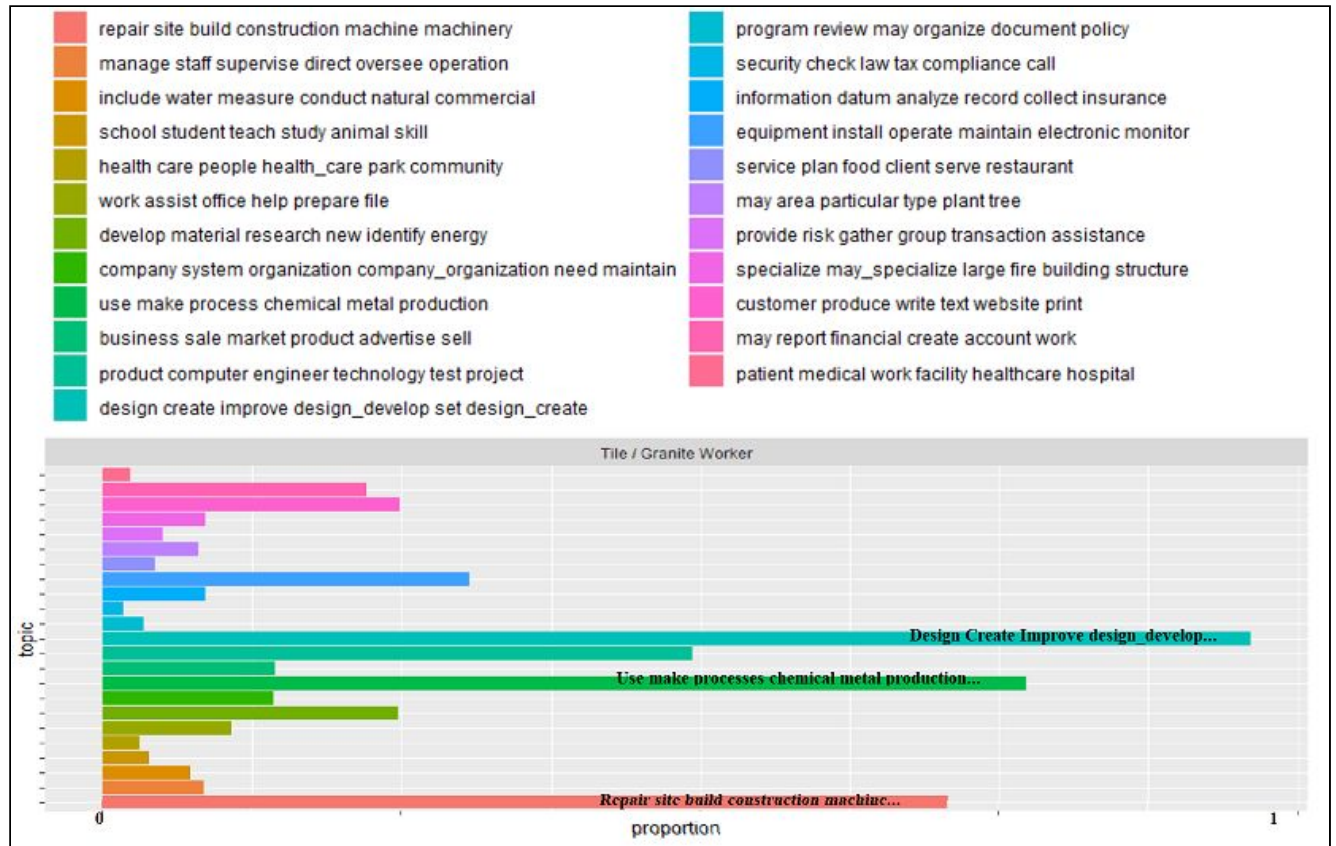 repair site build construction machine machinery
manage staff supervise direct oversee operation
include water measure conduct natural commercial
school student teach study animal skill
health care people health_care park community
work assist office help prepare file
develop material research new identify energy
company system organization company_organization need maintain
use make process chemical metal production
business sale market product advertise sell
product computer engineer technology test project
design create improve design_develop set design_create
program review may organize document policy
security check law tax compliance call
information datum analyze record collect insurance
equipment install operate maintain electronic monitor
service plan food client serve restaurant
may area particular type plant tree
provide risk gather group transaction assistance
specialize may_specialize large fire building structure
customer produce write text website print
may report financial create account work
patient medical work facility healthcare hospital
Tile / Granite Worker
topic
Design Create Improve design_develop...
Use make processes chemical metal production...
Repair site build construction machine...
0
1
proportion